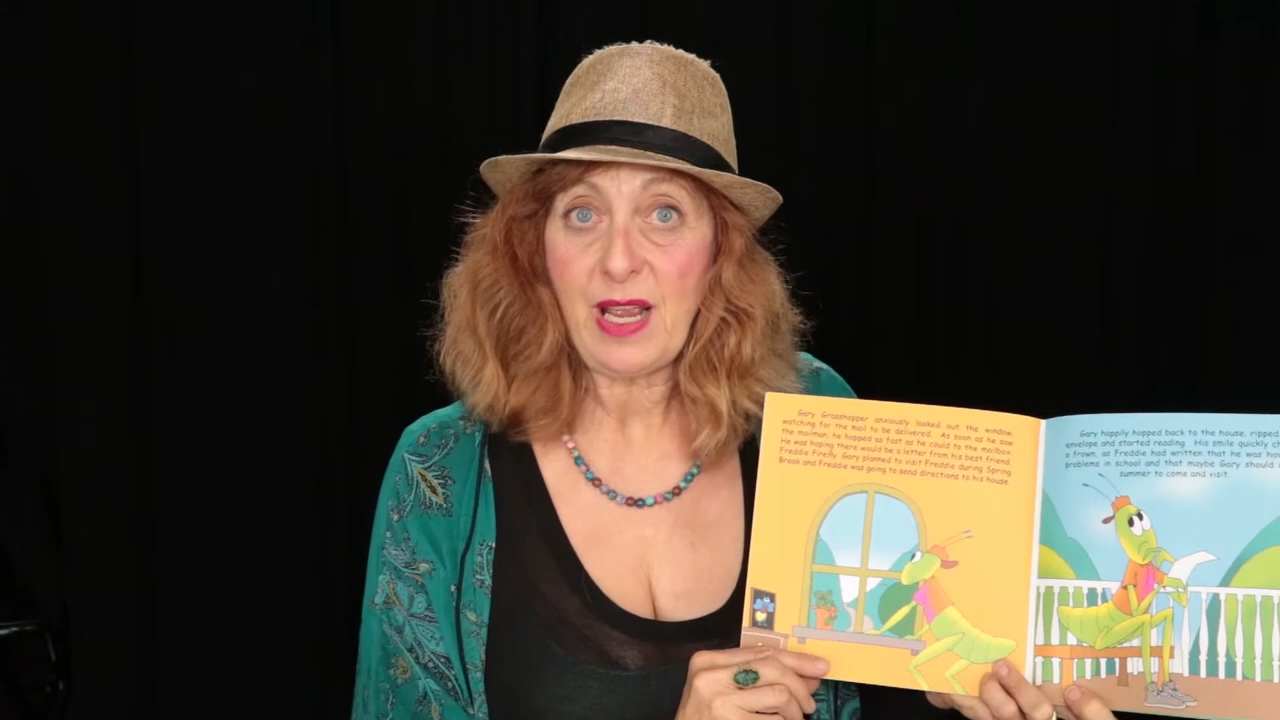 Gary Grasshopper anxiously looked out the window
watching for the mail to be delivered. As soon as he saw
the mailman, he hopped as fast as he could to the mailbox.
He was hoping there would be a letter from his best friend,
Freddie Firefly. Gary planned to visit Freddie during Spring
Break and Freddie was going to send directions to his house.
Gary happily hopped back to the house, ripped
envelope and started reading. His smile quickly
a frown, as Freddie had written that he was
problems in school and that maybe Gary should
summer to come and visit.